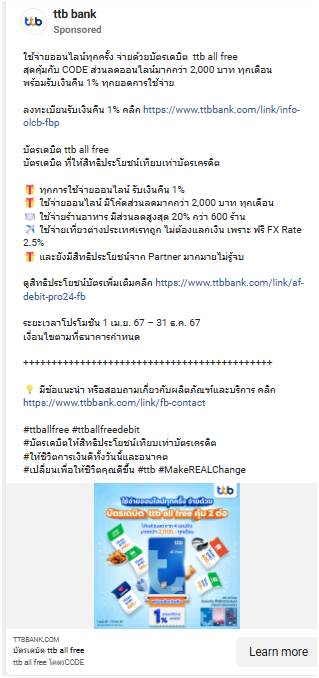 ttb bank
Sponsored
ใช้จ่ายออนไลน์ทุกครั้ง จ่ายด้วยบัตรเดบิต ttb all free
สุดคุ้มกับ CODE ส่วนลดออนไลน์มากกว่า 2,000 บาท ทุกเดือน
พร้อมรับเงินคืน 1% ทุกยอดการใช้จ่าย
ลงทะเบียนรับเงินคืน 1% คลิก https://www.ttbbank.com/link/info-
olcb-fbp
บัตรเดบิต ttb all free
บัตรเดบิต ที่ให้สิทธิประโยชน์เทียบเท่าบัตรเครดิต
🎁 ทุกการใช้จ่ายออนไลน์ รับเงินคืน 1%
🎁 ใช้จ่ายออนไลน์ มีโค้ดส่วนลดมากกว่า 2,000 บาท ทุกเดือน
🍽️ ใช้จ่ายร้านอาหาร มีส่วนลดสูงสุด 20% กว่า 600 ร้าน
✈️ ใช้จ่ายเที่ยวต่างประเทศเรทถูก ไม่ต้องแลกเงิน เพราะ ฟรี FX Rate
2.5%
🎁 และยังมีสิทธิประโยชน์จาก Partner มากมายไม่รู้จบ
ดูสิทธิประโยชน์บัตรเพิ่มเติมคลิก https://www.ttbbank.com/link/af-
debit-pro24-fb
ระยะเวลาโปรโมชัน 1 เม.ย. 67 – 31 ธ.ค. 67
เงื่อนไขตามที่ธนาคารกำหนด
++++++++++++++++++++++++++++++++++++++++++++
💡 มีข้อแนะนำ หรือสอบถามเกี่ยวกับผลิตภัณฑ์และบริการ คลิก
https://www.ttbbank.com/link/fb-contact
#ttballfree #ttballfreedebit
#บัตรเดบิตให้สิทธิประโยชน์เทียบเท่าบัตรเครดิต
#ให้ชีวิตการเงินดีทั้งวันนี้และอนาคต
#เปลี่ยนเพื่อให้ชีวิตคุณดีขึ้น #ttb #MakeREALChange
ttb
ใช้จ่ายออนไลน์ทุกครั้ง จ่ายด้วย
บัตรเดบิต ttb all free คุ้ม 2 ต่อ
2,000.-
all free
1%
TTBBANK.COM
บัตรเดบิต ttb all free
ttb all free โคตรCODE
Learn more